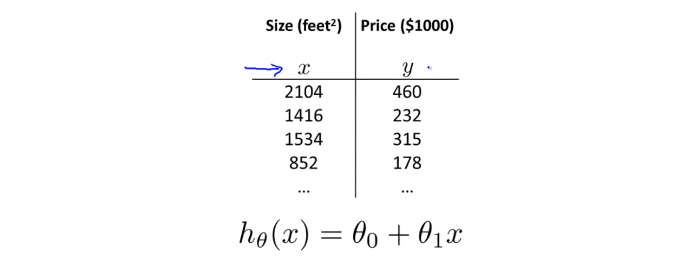 Size (feet²) Price ($1000)
x y
2104 460
1416 232
1534 315
852 178
... ...
hθ(x) = θ₀ + θ₁x